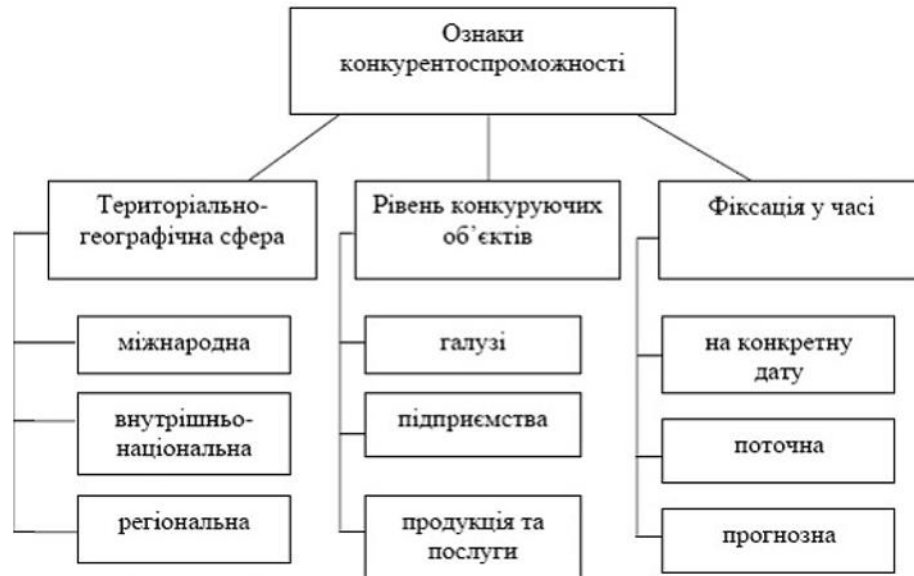 Ознаки
конкурентоспроможності
Територіально-
географічна сфера
міжнародна
внутрішньо-
національна
регіональна
Рівень конкуруючих
об’єктів
галузі
підприємства
продукція та
послуги
Фіксація у часі
на конкретну
дату
поточна
прогнозна